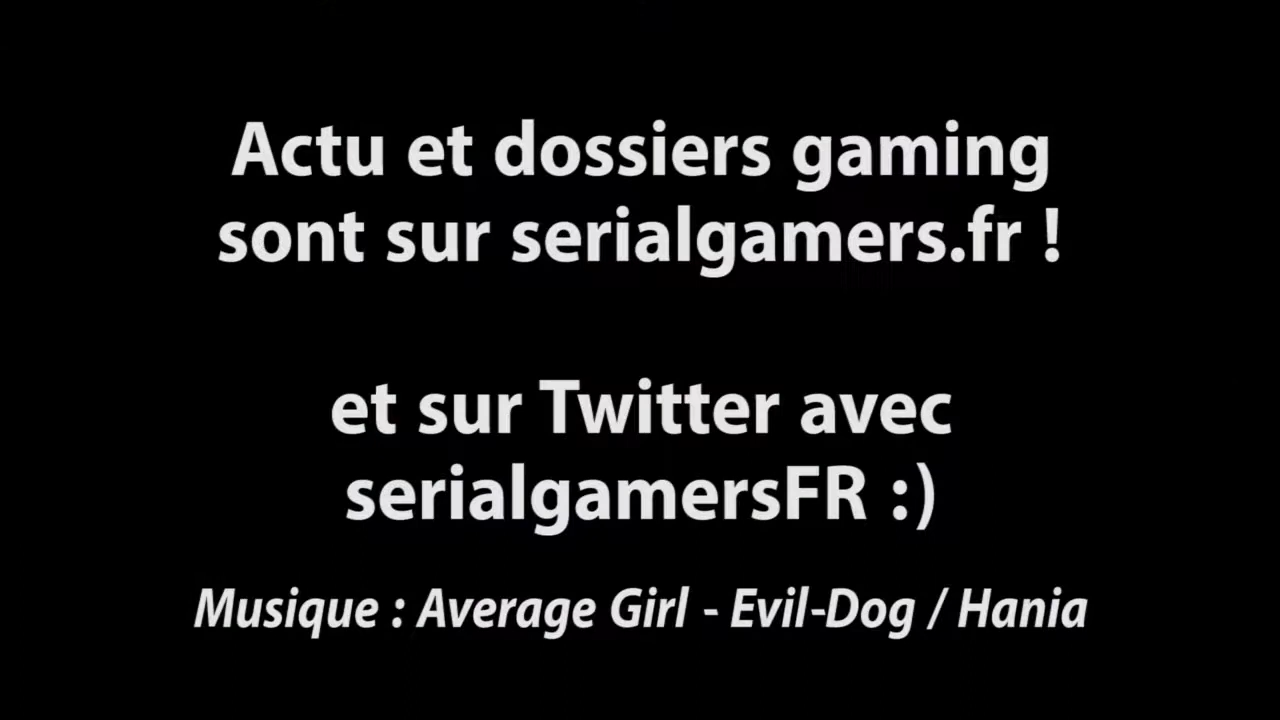 Actu et dossiers gaming
sont sur serialgamers.fr !
et sur Twitter avec
serialgamersFR :)
Musique : Average Girl - Evil-Dog / Hania